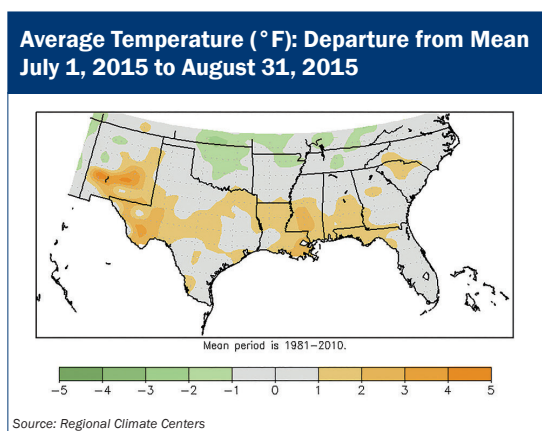 Average Temperature (°F): Departure from Mean
July 1, 2015 to August 31, 2015
Mean period is 1981–2010.
-5 -4 -3 -2 -1 0 1 2 3 4 5
Source: Regional Climate Centers